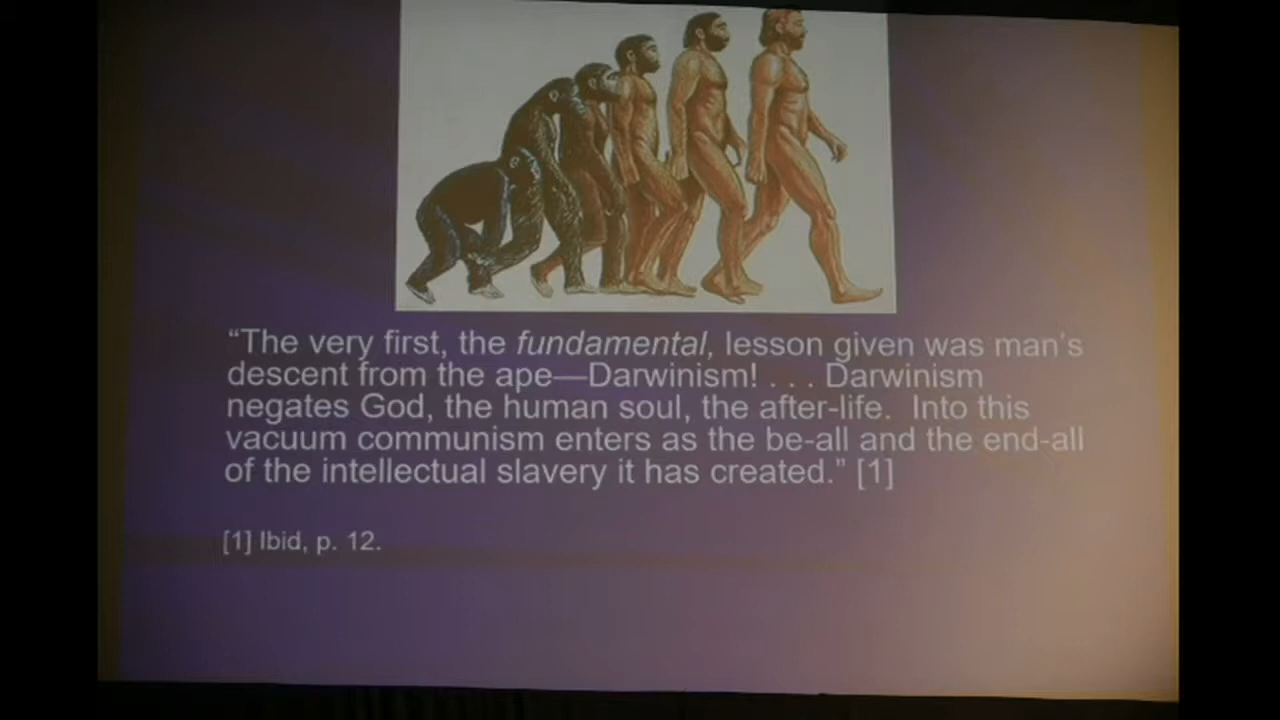 “The very first, the fundamental, lesson given was man’s
descent from the ape—Darwinism! . . . Darwinism
negates God, the human soul, the after-life.  Into this
vacuum communism enters as the be-all and the end-all
of the intellectual slavery it has created.” [1]
[1] Ibid, p. 12.